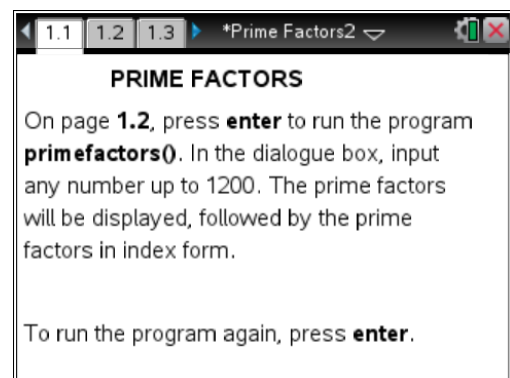 1.1 1.2 1.3 *Prime Factors2
PRIME FACTORS
On page 1.2, press enter to run the program
primefactors(). In the dialogue box, input
any number up to 1200. The prime factors
will be displayed, followed by the prime
factors in index form.
To run the program again, press enter.